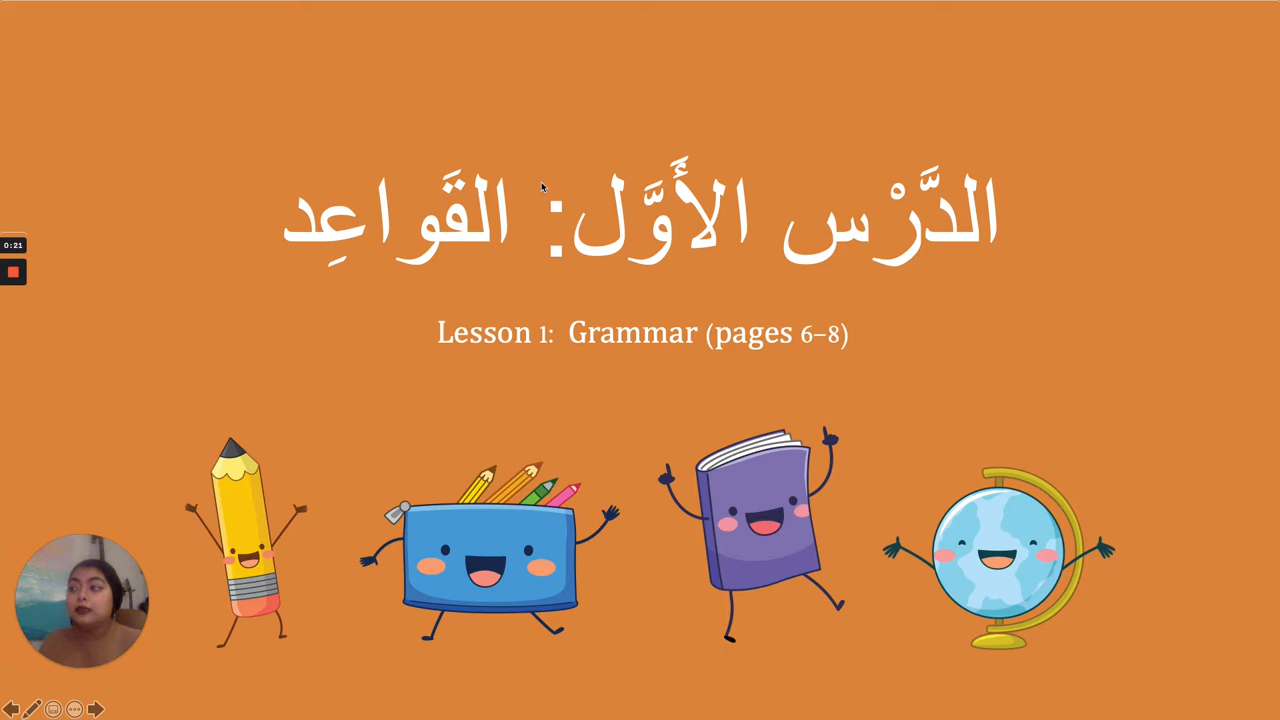 الدَّرْس الأَوَّل: القَواعِد
Lesson 1: Grammar (pages 6–8)
0:21